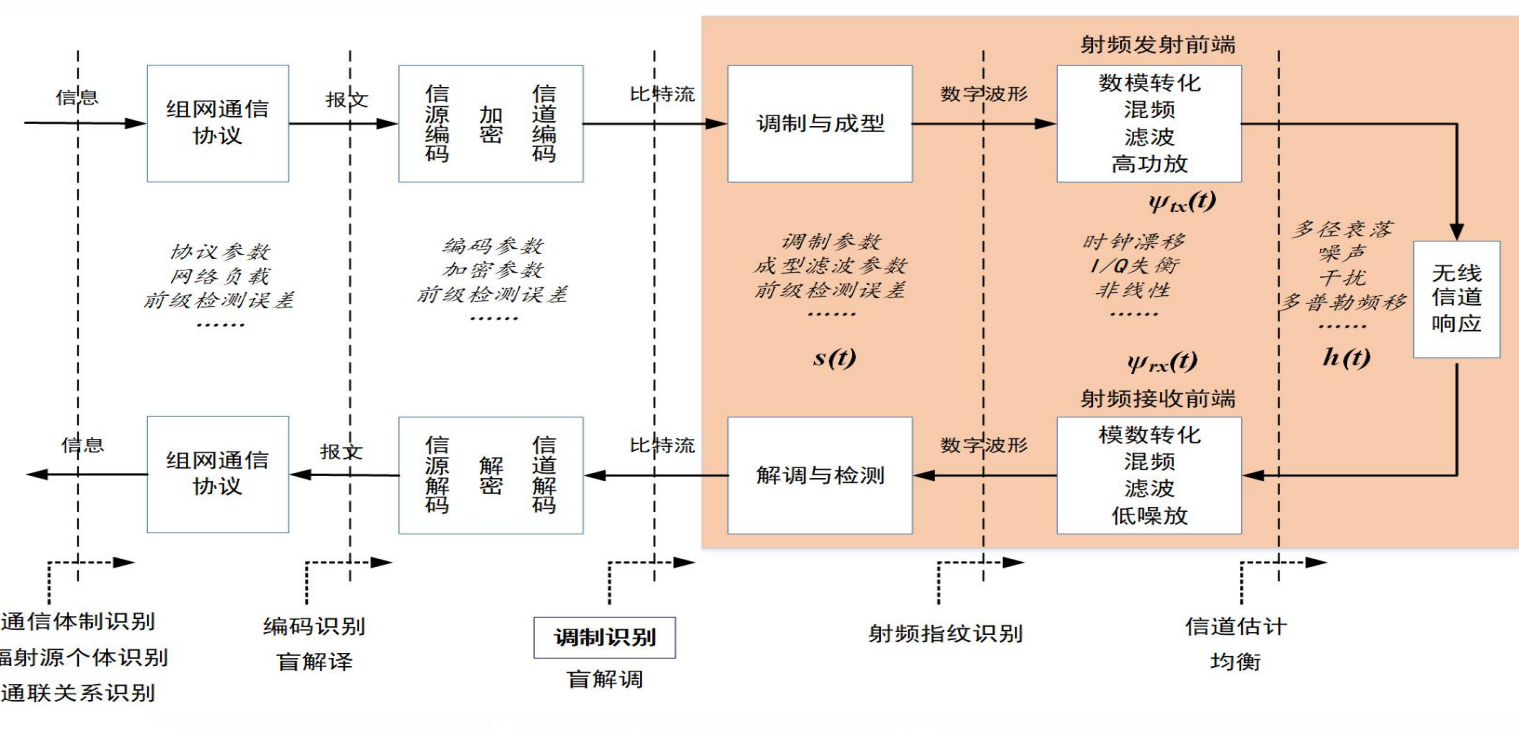 射频发射前端
信息
组网通信
协议
报文
信源编码
加密
信道编码
比特流
调制与成型
数字波形
数模转化
混频
滤波
高功放
ψtx(t)
协议参数
网络负载
前级检测误差
……
编码参数
加密参数
前级检测误差
……
调制参数
成型滤波参数
前级检测误差
……
s(t)
时钟漂移
I/Q失衡
非线性
……
ψrx(t)
多径衰落
噪声
干扰
多普勒频移
……
h(t)
无线
信道
响应
射频接收前端
信息
组网通信
协议
报文
信源解码
解密
信道解码
比特流
解调与检测
数字波形
模数转化
混频
滤波
低噪放
通信体制识别
辐射源个体识别
通联关系识别
编码识别
盲解译
调制识别
盲解调
射频指纹识别
信道估计
均衡